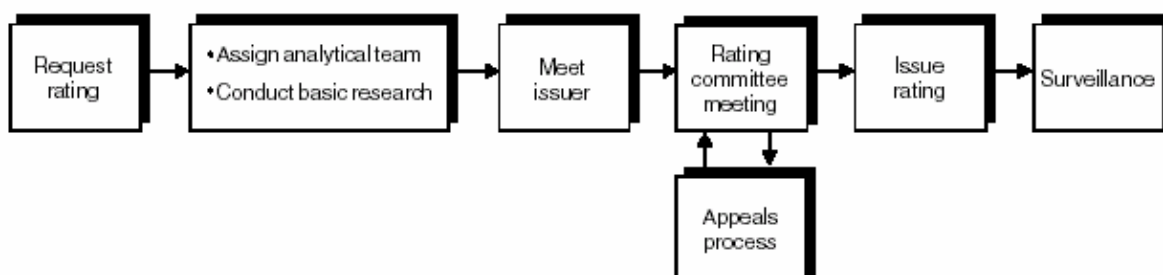 Request
rating
• Assign analytical team
• Conduct basic research
Meet
issuer
Rating
committee
meeting
Issue
rating
Surveillance
Appeals
process